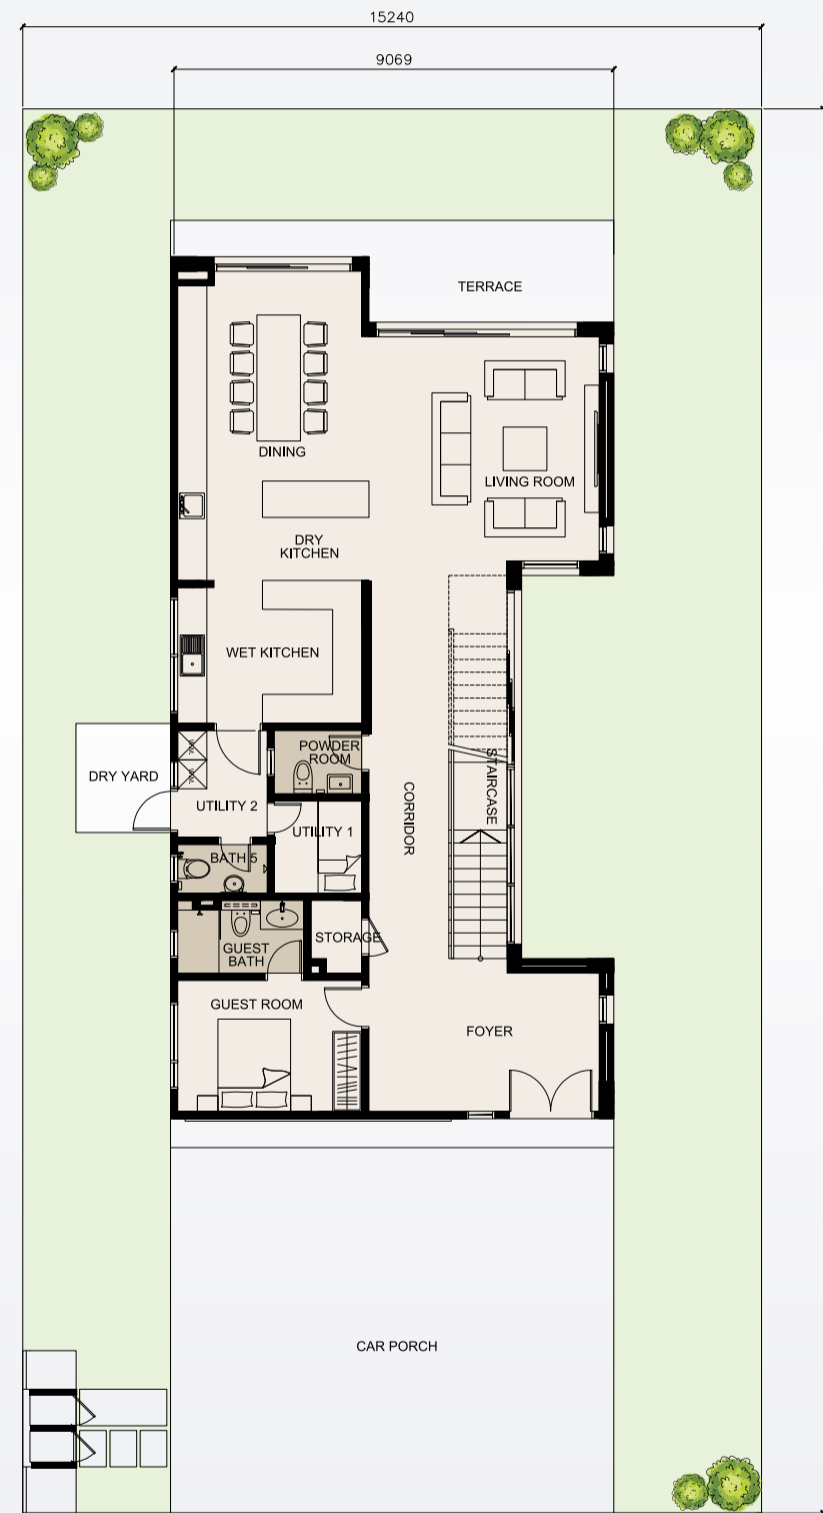 15240
9069
TERRACE
DINING
LIVING ROOM
DRY
KITCHEN
WET KITCHEN
POWDER
ROOM
DRY YARD
STAIRCASE
UTILITY 2
CORRIDOR
UTILITY 1
BATH 5
STORAGE
GUEST
BATH
GUEST ROOM
FOYER
CAR PORCH